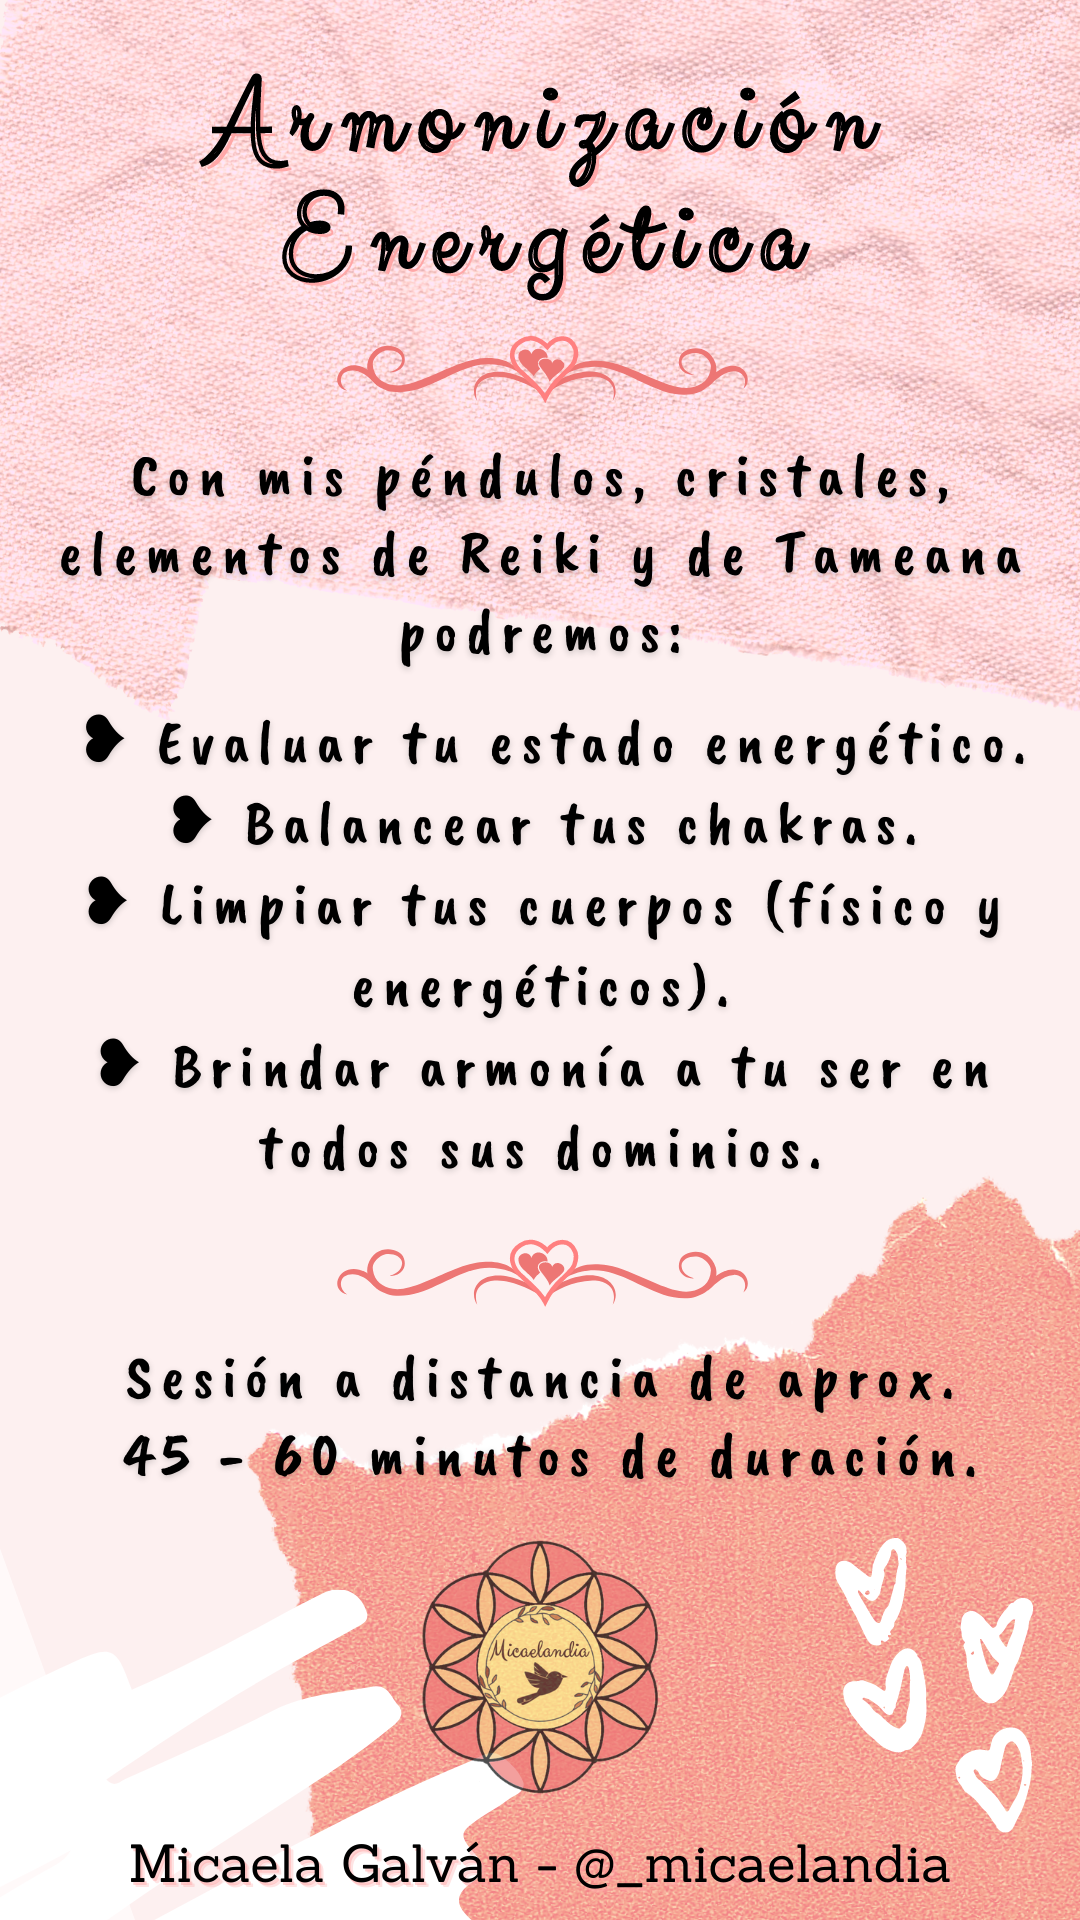 Armonización
Energética
Con mis péndulos, cristales,
elementos de Reiki y de Tameana
podremos:
❥ Evaluar tu estado energético.
❥ Balancear tus chakras.
❥ Limpiar tus cuerpos (físico y
energéticos).
❥ Brindar armonía a tu ser en
todos sus dominios.
Sesión a distancia de aprox.
45 - 60 minutos de duración.
Micaelandia
Micaela Galván - @_micaelandia